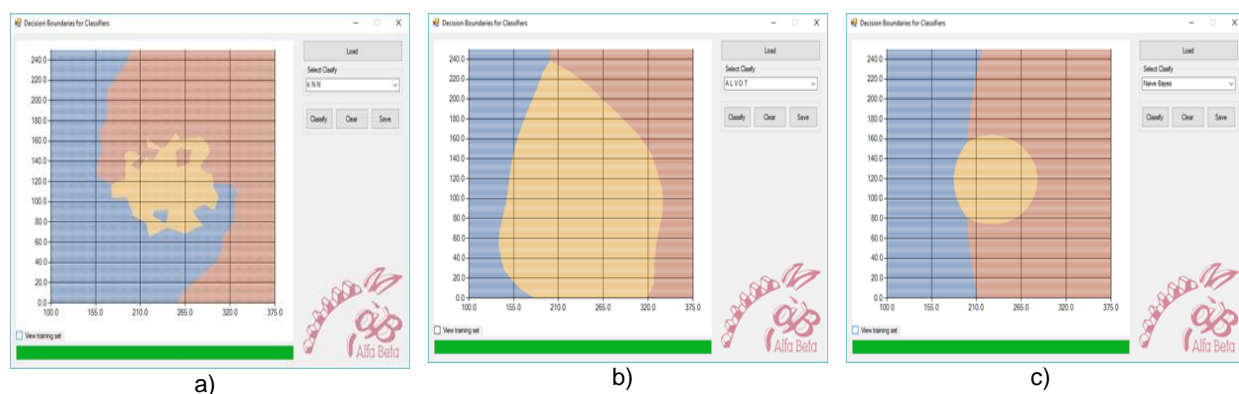 Decision Boundaries for Classifiers
240.0
220.0
200.0
180.0
160.0
140.0
120.0
100.0
80.0
60.0
40.0
20.0
0.0
100.0 155.0 210.0 265.0 320.0 375.0
View training set
Load
Select Clasify
k N N
Classify Clear Save
Alfa Beta
a)
Decision Boundaries for Classifiers
240.0
220.0
200.0
180.0
160.0
140.0
120.0
100.0
80.0
60.0
40.0
20.0
0.0
100.0 155.0 210.0 265.0 320.0 375.0
View training set
Load
Select Clasify
A L V O T
Classify Clear Save
Alfa Beta
b)
Decision Boundaries for Classifiers
240.0
220.0
200.0
180.0
160.0
140.0
120.0
100.0
80.0
60.0
40.0
20.0
0.0
100.0 155.0 210.0 265.0 320.0 375.0
View training set
Load
Select Clasify
Naive Bayes
Classify Clear Save
Alfa Beta
c)